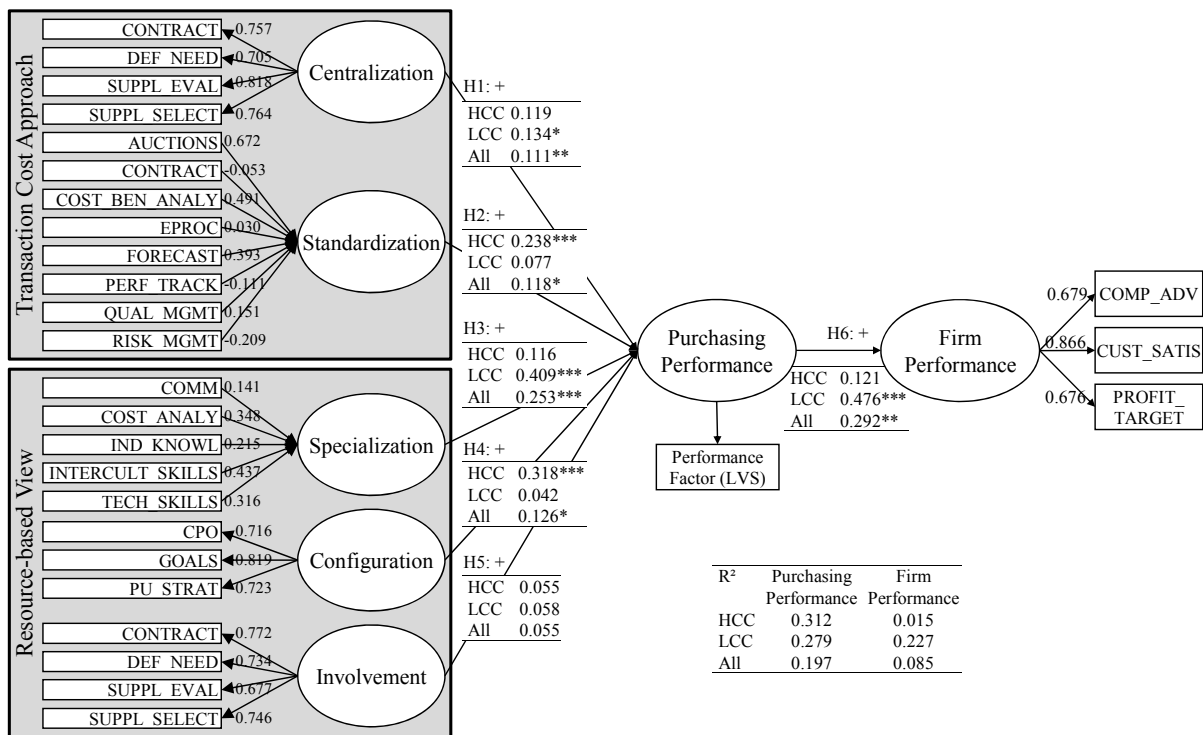 Transaction Cost Approach
CONTRACT 0.757
DEF_NEED 0.705
SUPPL_EVAL 0.818
SUPPL_SELECT 0.764
Centralization
AUCTIONS 0.672
CONTRACT -0.053
COST_BEN_ANALY 0.491
EPROC 0.030
FORECAST 0.393
PERF_TRACK -0.111
QUAL_MGMT 0.151
RISK_MGMT -0.209
Standardization
Resource-based View
COMM 0.141
COST_ANALY 0.348
IND_KNOWL 0.215
INTERCULT_SKILLS 0.437
TECH_SKILLS 0.316
Specialization
CPO 0.716
GOALS 0.819
PU_STRAT 0.723
Configuration
CONTRACT 0.772
DEF_NEED 0.734
SUPPL_EVAL 0.677
SUPPL_SELECT 0.746
Involvement
H1: +
HCC 0.119
LCC 0.134*
All 0.111**
H2: +
HCC 0.238***
LCC 0.077
All 0.118*
H3: +
HCC 0.116
LCC 0.409***
All 0.253***
H4: +
HCC 0.318***
LCC 0.042
All 0.126*
H5: +
HCC 0.055
LCC 0.058
All 0.055
Purchasing
Performance
Performance
Factor (LVS)
H6: +
HCC 0.121
LCC 0.476***
All 0.292**
Firm
Performance
0.679 COMP_ADV
0.866 CUST_SATIS
0.676 PROFIT_
TARGET
R² Purchasing Firm
Performance Performance
HCC 0.312 0.015
LCC 0.279 0.227
All 0.197 0.085